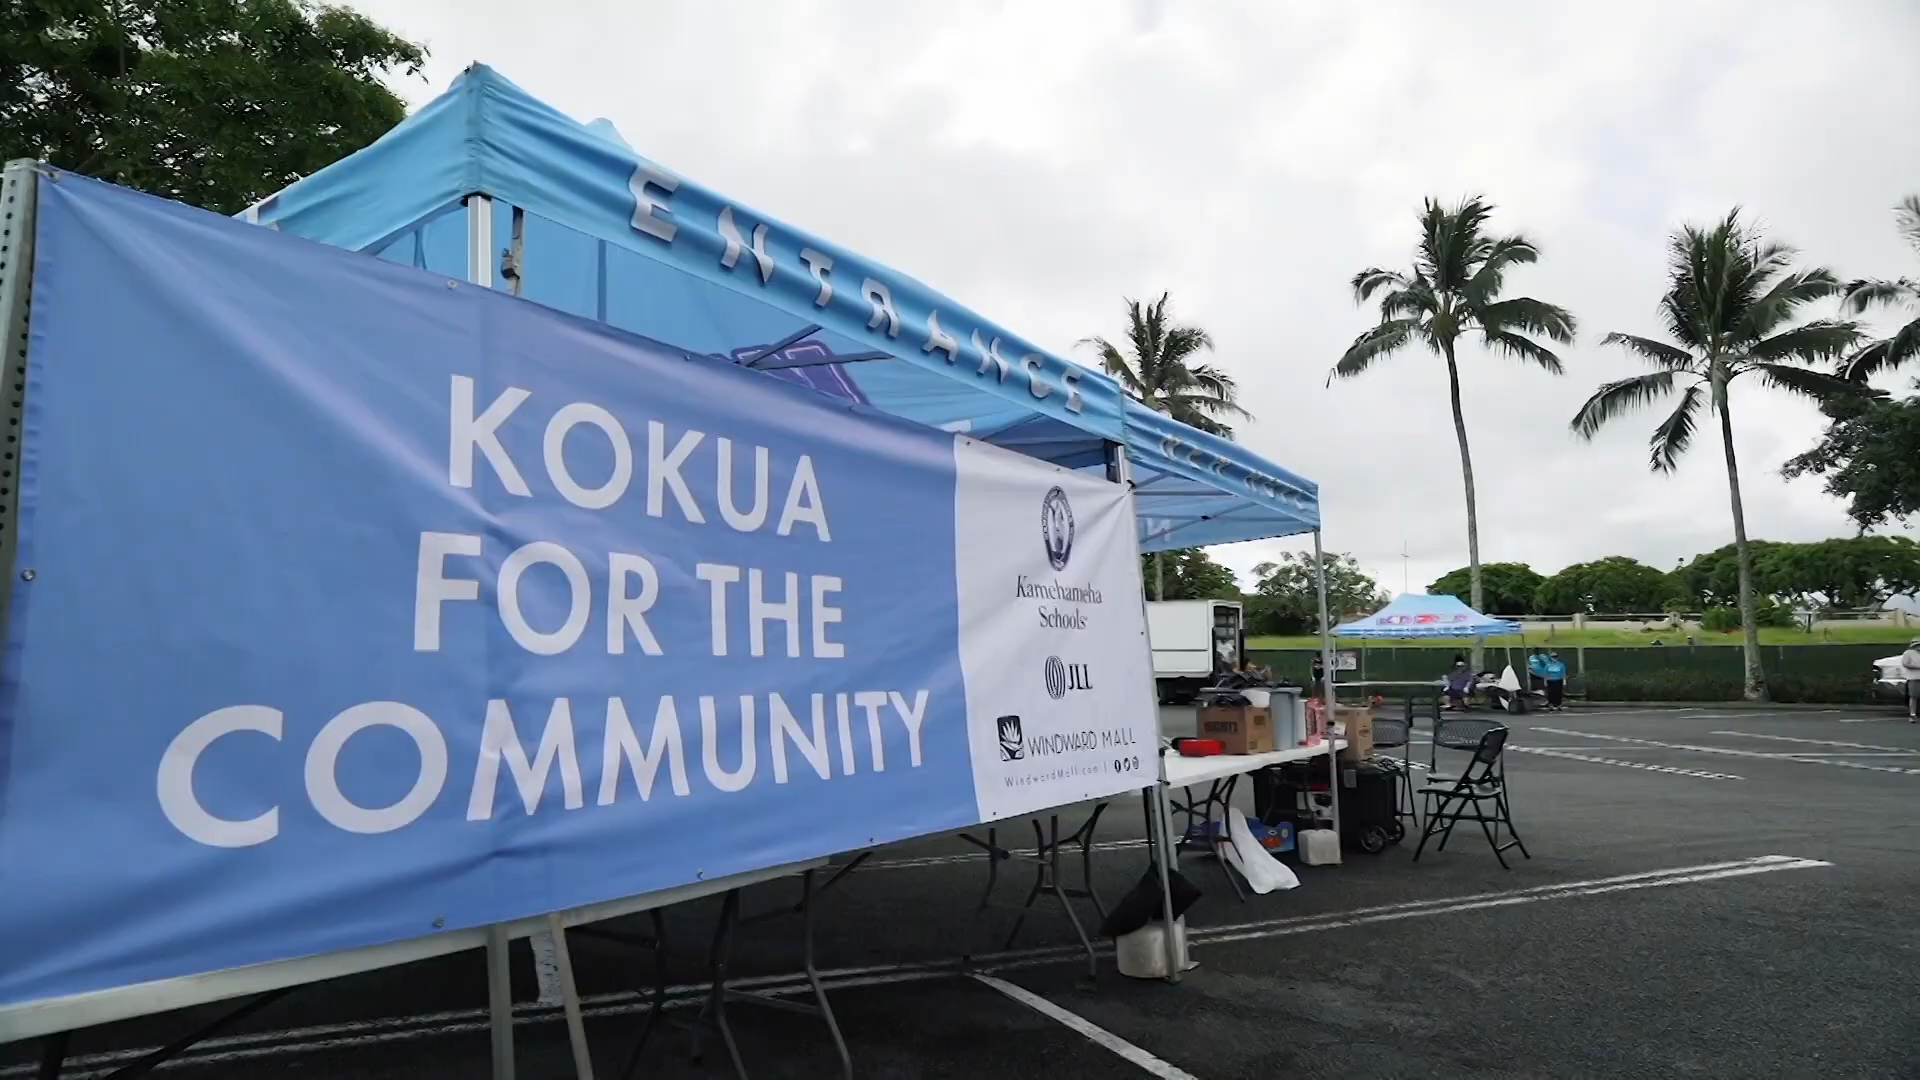 ENTRANCE
KOKUA
FOR THE
COMMUNITY
Kamehameha
Schools
JLL
WINDWARD MALL
WindwardMall.com |